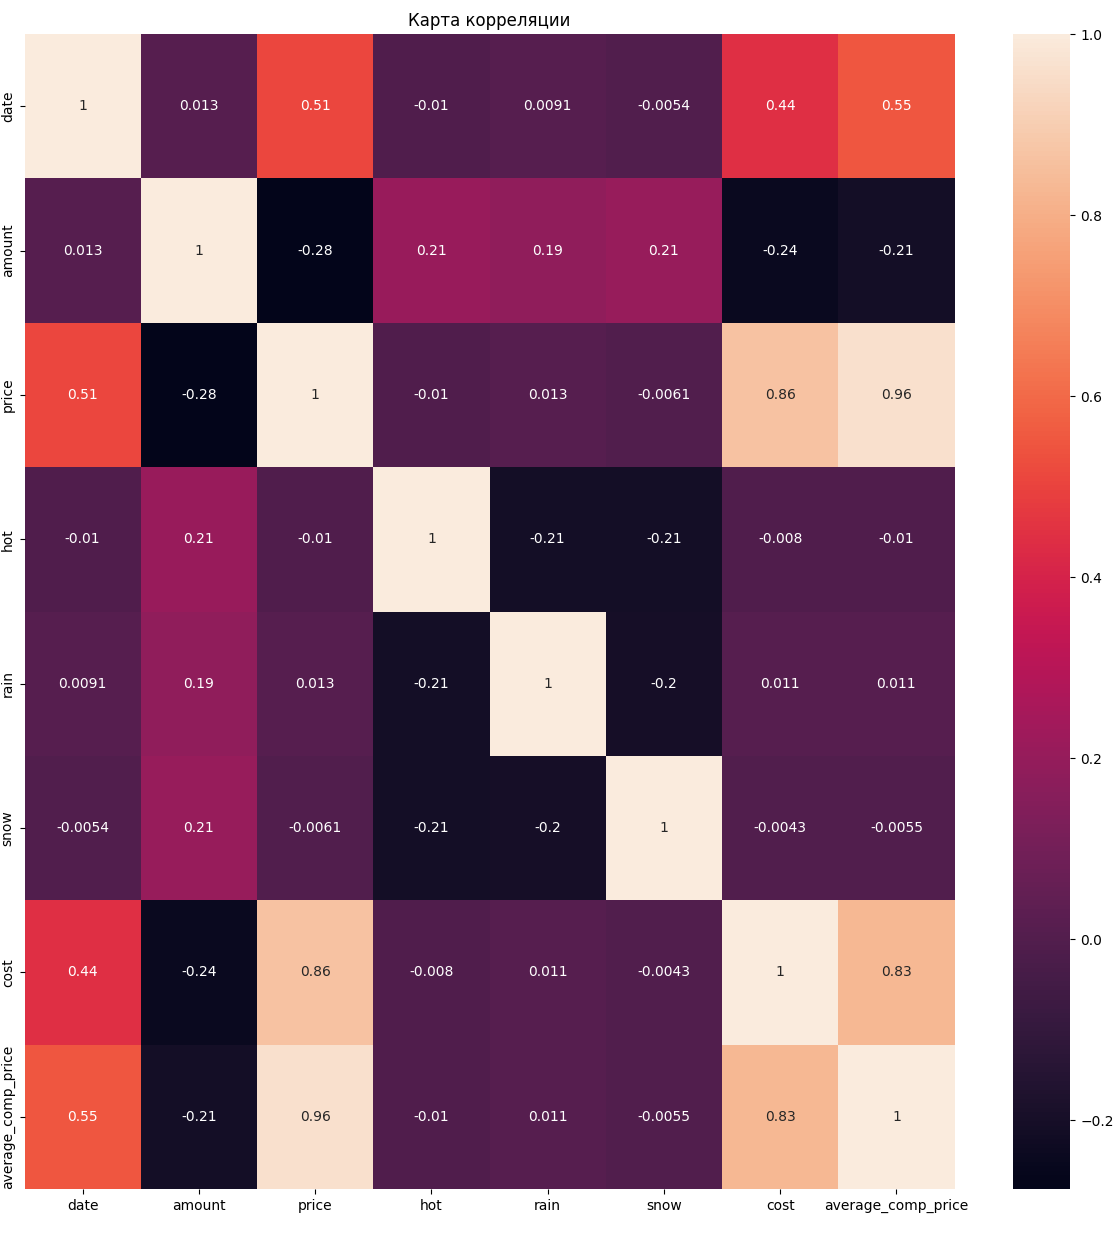 Карта корреляции
date 1 0.013 0.51 -0.01 0.0091 -0.0054 0.44 0.55
amount 0.013 1 -0.28 0.21 0.19 0.21 -0.24 -0.21
price 0.51 -0.28 1 -0.01 0.013 -0.0061 0.86 0.96
hot -0.01 0.21 -0.01 1 -0.21 -0.21 -0.008 -0.01
rain 0.0091 0.19 0.013 -0.21 1 -0.2 0.011 0.011
snow -0.0054 0.21 -0.0061 -0.21 -0.2 1 -0.0043 -0.0055
cost 0.44 -0.24 0.86 -0.008 0.011 -0.0043 1 0.83
average_comp_price 0.55 -0.21 0.96 -0.01 0.011 -0.0055 0.83 1
date amount price hot rain snow cost average_comp_price
1.0
0.8
0.6
0.4
0.2
0.0
−0.2